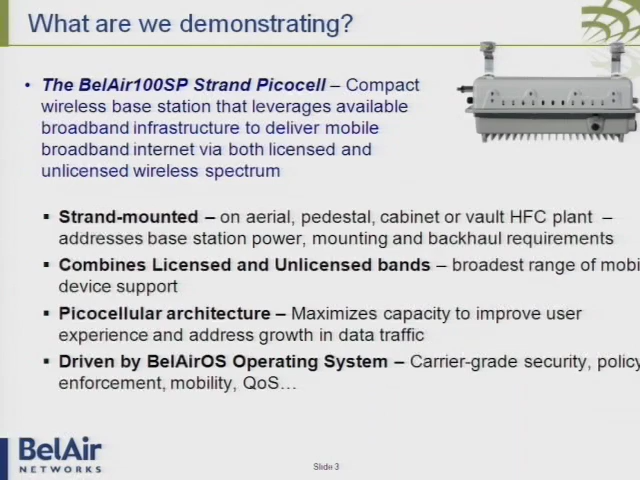 What are we demonstrating?
• The BelAir100SP Strand Picocell – Compact
wireless base station that leverages available
broadband infrastructure to deliver mobile
broadband internet via both licensed and
unlicensed wireless spectrum
▪ Strand-mounted – on aerial, pedestal, cabinet or vault HFC plant –
addresses base station power, mounting and backhaul requirements
▪ Combines Licensed and Unlicensed bands – broadest range of mobi
device support
▪ Picocellular architecture – Maximizes capacity to improve user
experience and address growth in data traffic
▪ Driven by BelAirOS Operating System – Carrier-grade security, policy
enforcement, mobility, QoS…
BelAir
NETWORKS
Slide 3